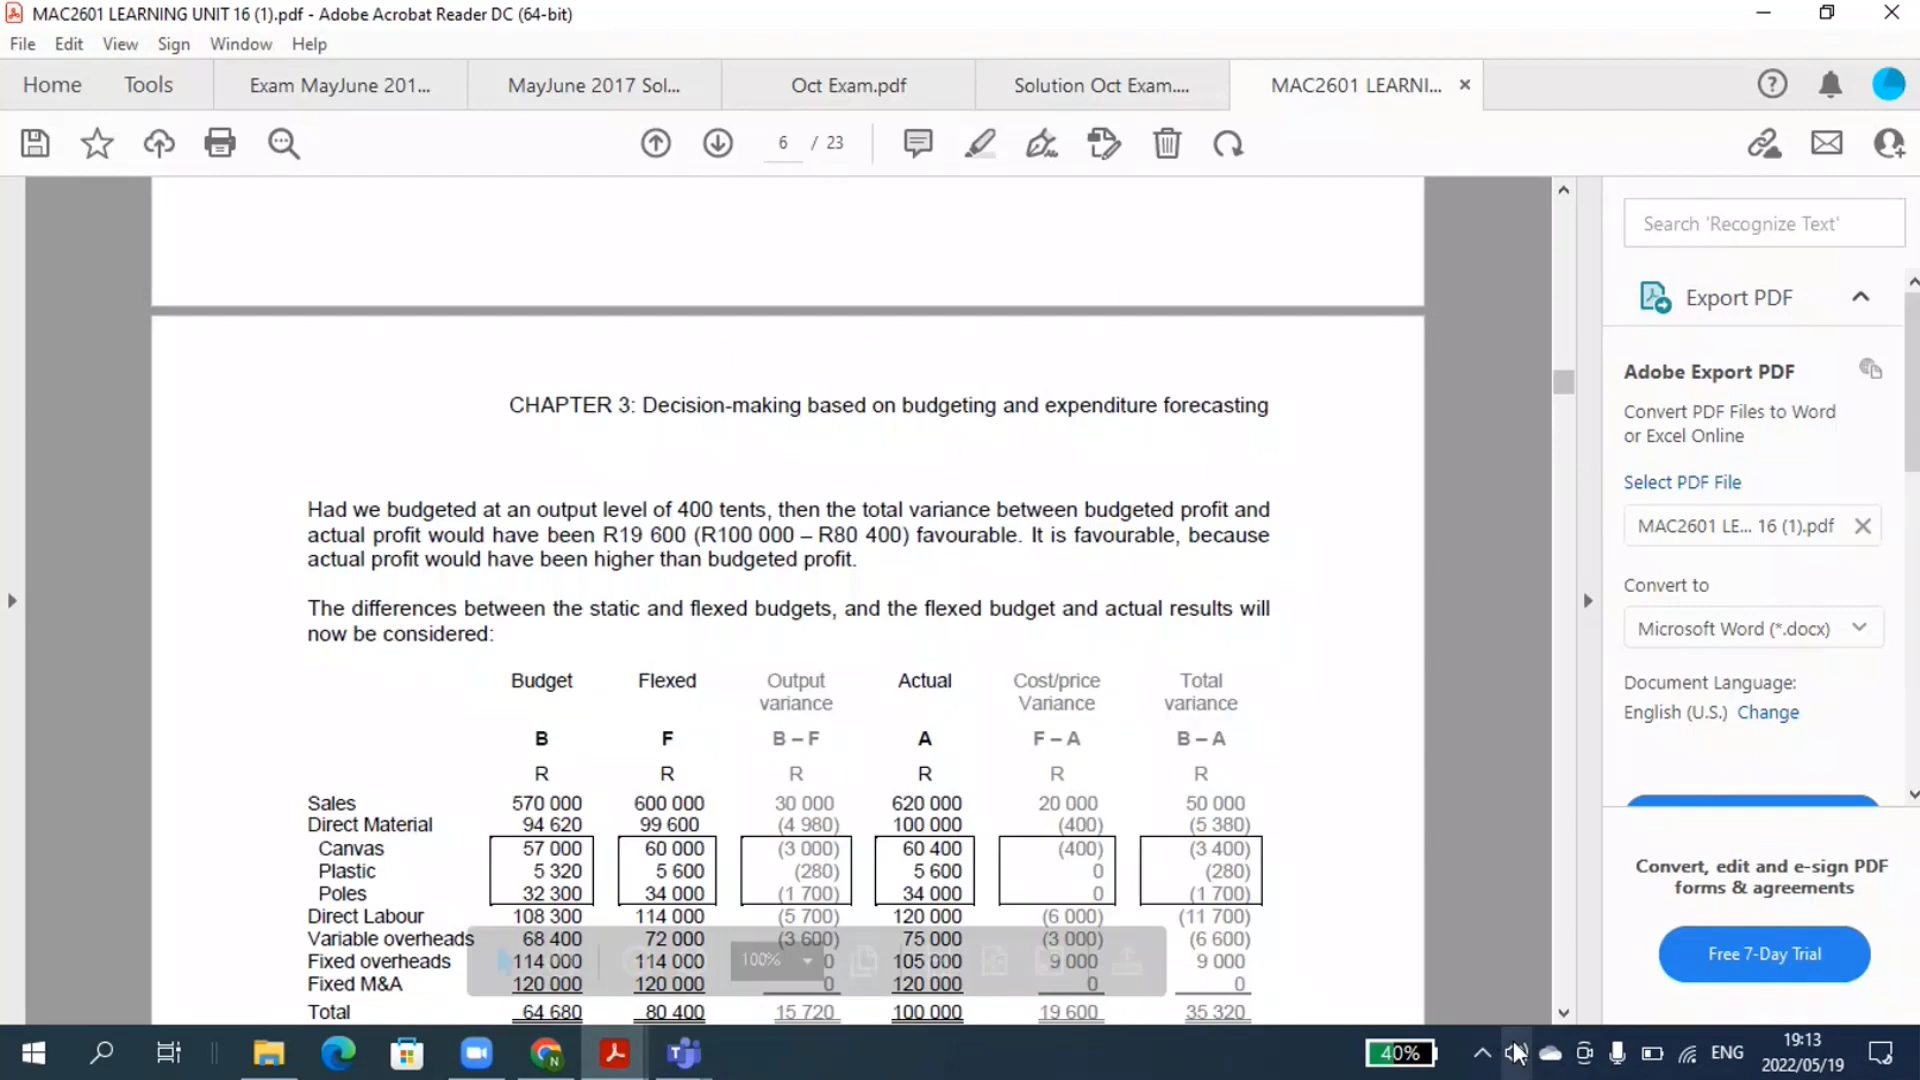 MAC2601 LEARNING UNIT 16 (1).pdf - Adobe Acrobat Reader DC (64-bit)
File Edit View Sign Window Help
Home Tools Exam MayJune 201... MayJune 2017 Sol... Oct Exam.pdf Solution Oct Exam.... MAC2601 LEARNI...
6 / 23
CHAPTER 3: Decision-making based on budgeting and expenditure forecasting
Had we budgeted at an output level of 400 tents, then the total variance between budgeted profit and
actual profit would have been R19 600 (R100 000 – R80 400) favourable. It is favourable, because
actual profit would have been higher than budgeted profit.
The differences between the static and flexed budgets, and the flexed budget and actual results will
now be considered:
Budget Flexed Output Actual Cost/price Total
variance Variance variance
B F B – F A F – A B – A
R R R R R R
Sales 570 000 600 000 30 000 620 000 20 000 50 000
Direct Material 94 620 99 600 (4 980) 100 000 (400) (5 380)
Canvas 57 000 60 000 (3 000) 60 400 (400) (3 400)
Plastic 5 320 5 600 (280) 5 600 0 (280)
Poles 32 300 34 000 (1 700) 34 000 0 (1 700)
Direct Labour 108 300 114 000 (5 700) 120 000 (6 000) (11 700)
Variable overheads 68 400 72 000 (3 600) 75 000 (3 000) (6 600)
Fixed overheads 114 000 114 000 0 105 000 9 000 9 000
Fixed M&A 120 000 120 000 0 120 000 0 0
Total 64 680 80 400 15 720 100 000 19 600 35 320
100%
Search 'Recognize Text'
Export PDF
Adobe Export PDF
Convert PDF Files to Word
or Excel Online
Select PDF File
MAC2601 LE... 16 (1).pdf
Convert to
Microsoft Word (*.docx)
Document Language:
English (U.S.) Change
Convert, edit and e-sign PDF
forms & agreements
Free 7-Day Trial
40%
ENG
19:13
2022/05/19